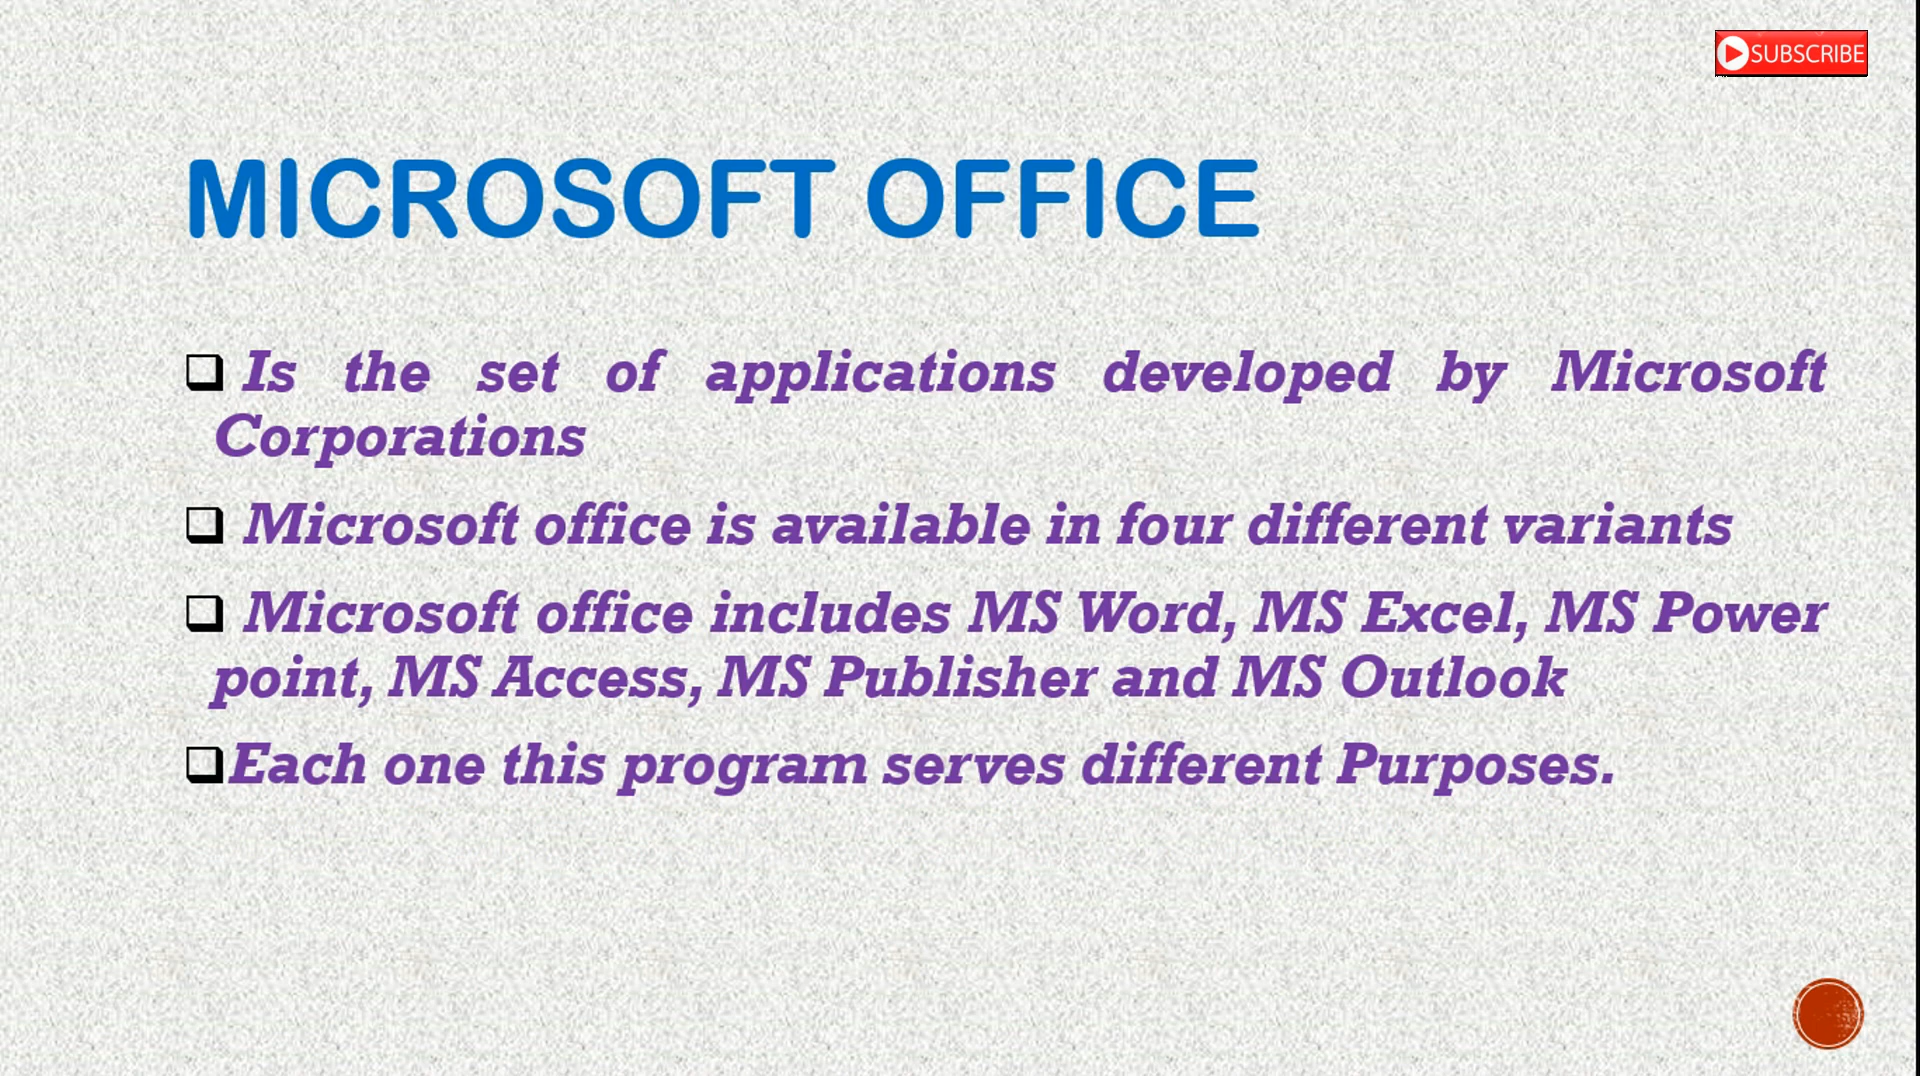 SUBSCRIBE
MICROSOFT OFFICE
Is the set of applications developed by Microsoft
Corporations
Microsoft office is available in four different variants
Microsoft office includes MS Word, MS Excel, MS Power
point, MS Access, MS Publisher and MS Outlook
Each one this program serves different Purposes.